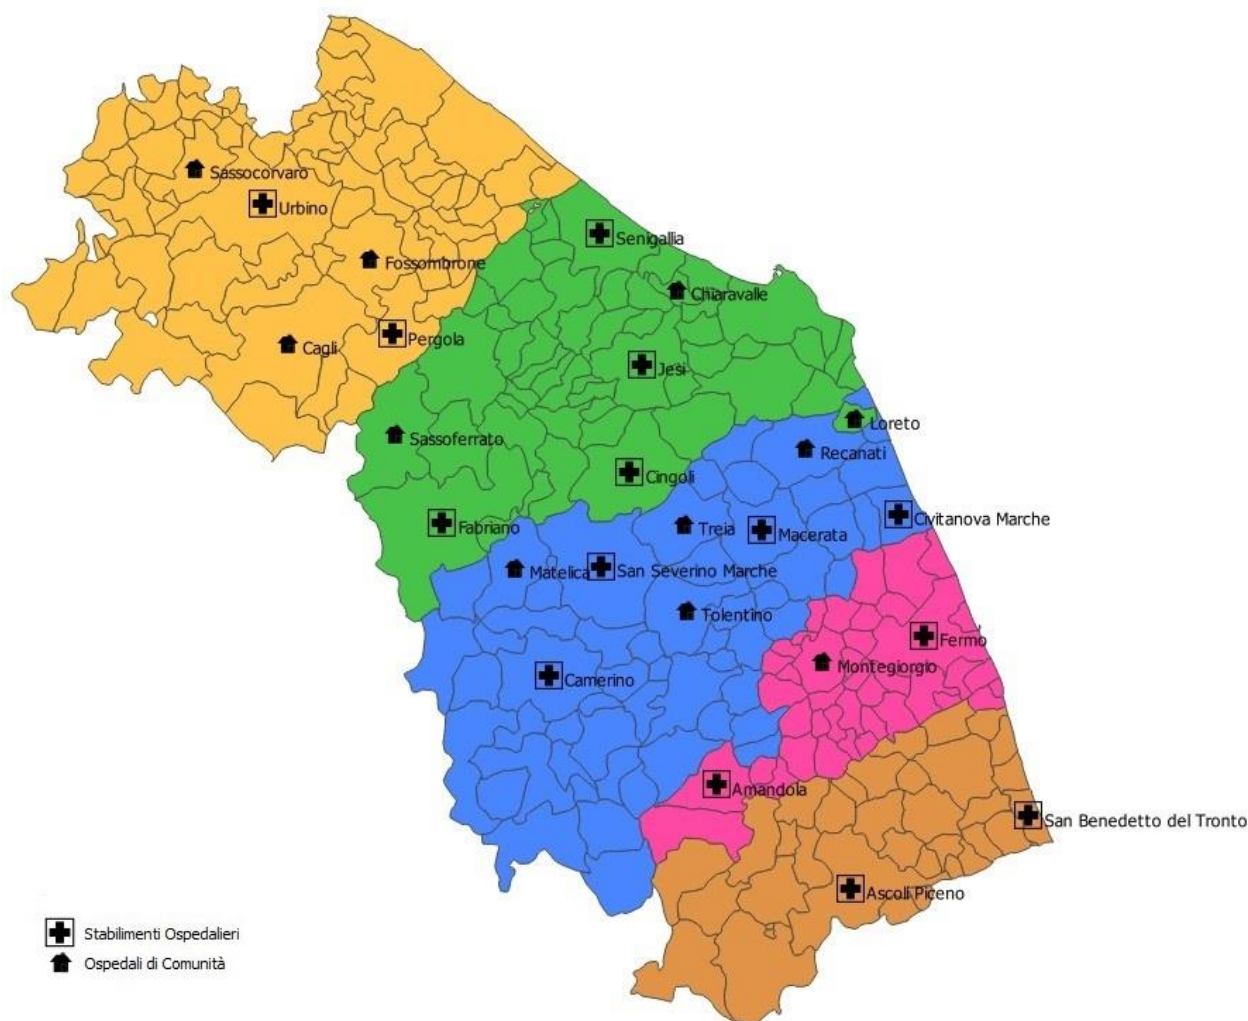 Sassocorvaro
Urbino
Senigallia
Fossombrone
Chiaravalle
Pergola
Cagli
Jesi
Loreto
Sassoferrato
Recanati
Cingoli
Civitanova Marche
Fabriano
Treia
Macerata
Matelica
San Severino Marche
Tolentino
Fermo
Montegiorgio
Camerino
Amandola
San Benedetto del Tronto
Ascoli Piceno
Stabilimenti Ospedalieri
Ospedali di Comunità